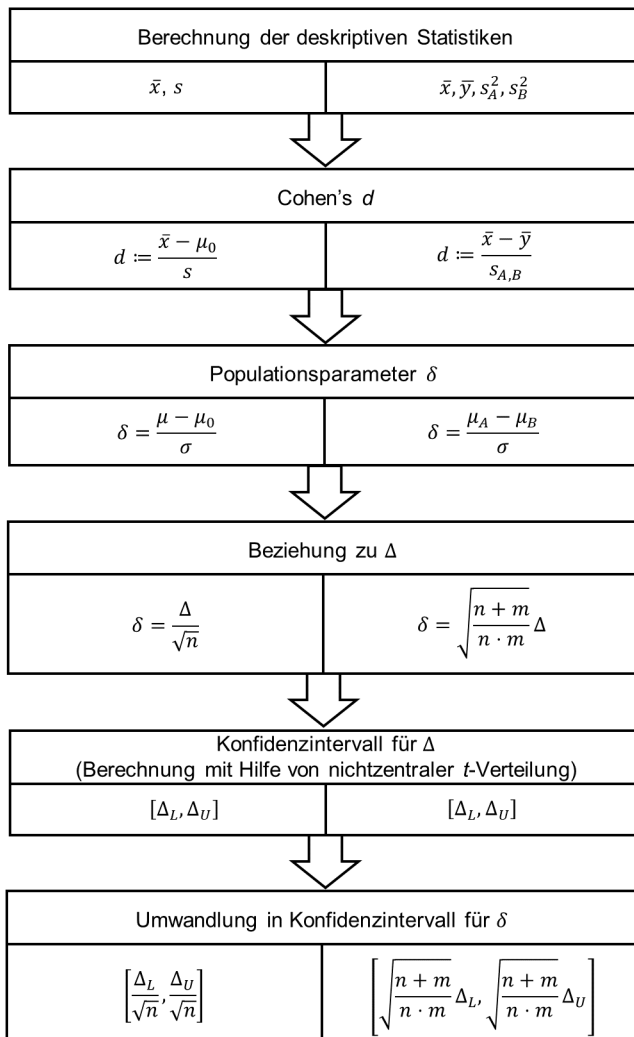 Berechnung der deskriptiven Statistiken
x̄, s
x̄, ȳ, s_A^2, s_B^2
Cohen's d
d ≔ (x̄ − μ_0)/s
d ≔ (x̄ − ȳ)/s_{A,B}
Populationsparameter δ
δ = (μ − μ_0)/σ
δ = (μ_A − μ_B)/σ
Beziehung zu Δ
δ = Δ/√n
δ = √((n + m)/(n · m)) Δ
Konfidenzintervall für Δ
(Berechnung mit Hilfe von nichtzentraler t-Verteilung)
[Δ_L, Δ_U]
[Δ_L, Δ_U]
Umwandlung in Konfidenzintervall für δ
[Δ_L/√n, Δ_U/√n]
[√((n + m)/(n · m)) Δ_L, √((n + m)/(n · m)) Δ_U]